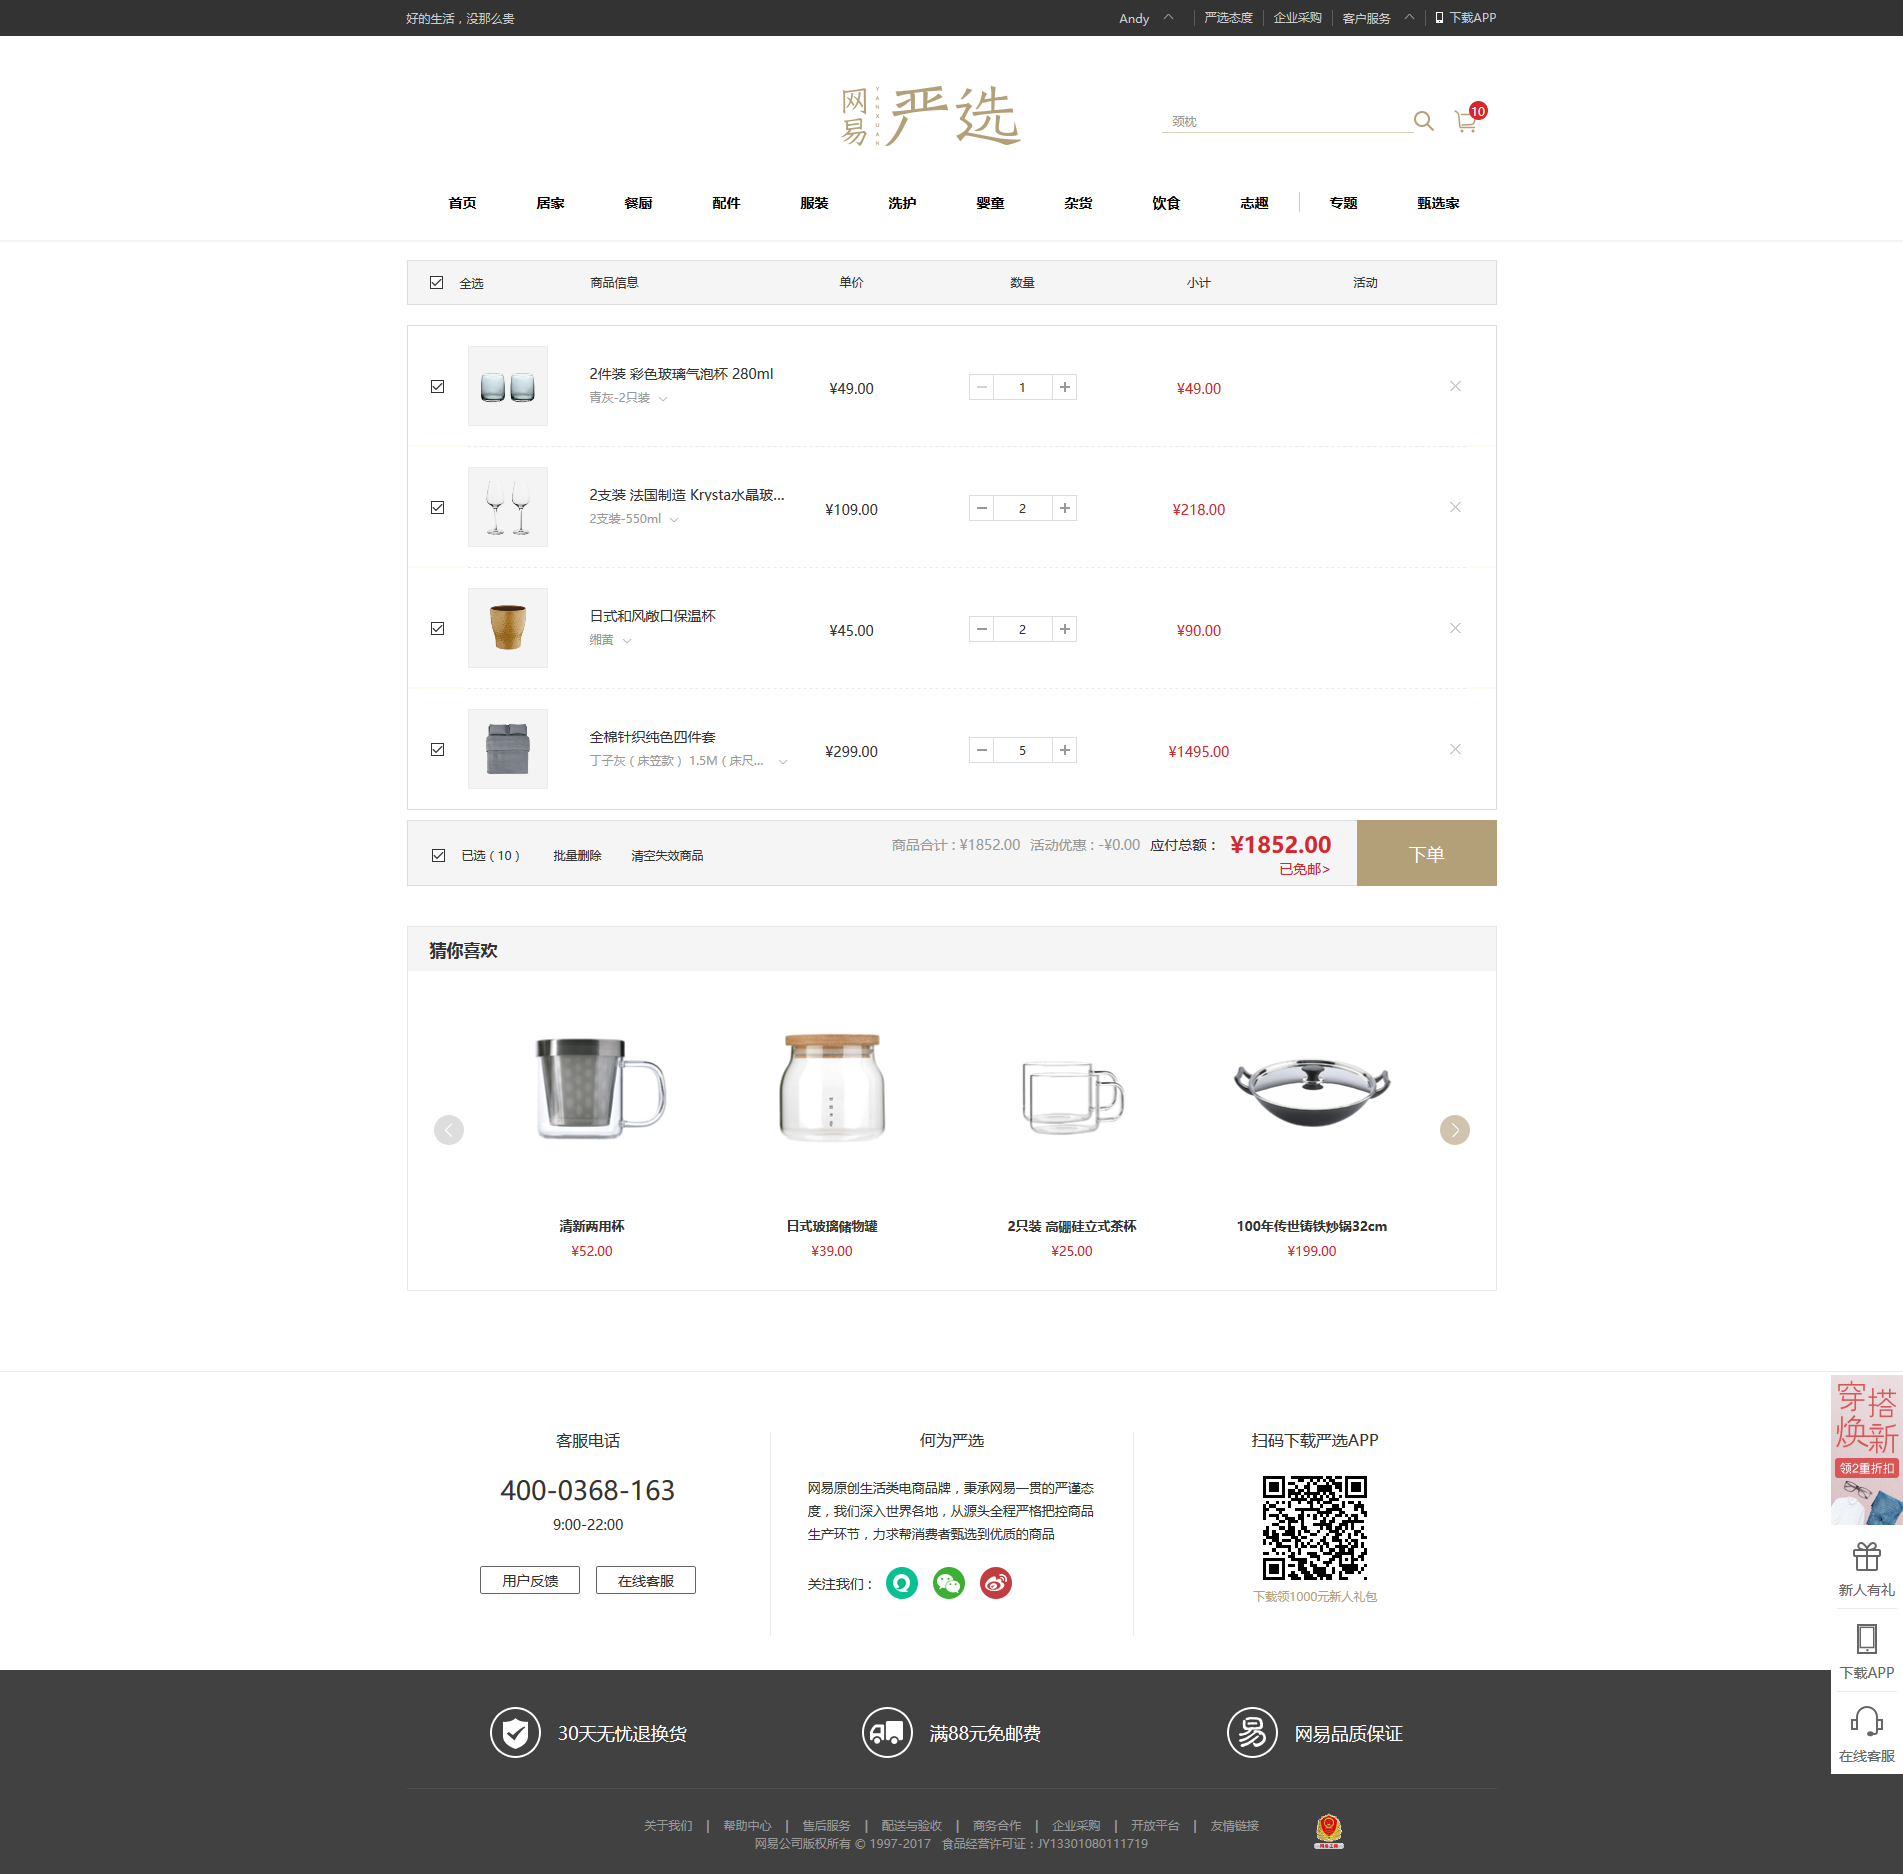 好的生活，没那么贵
Andy 严选态度 企业采购 客户服务 下载APP
网易 YANXUAN 严选
颈枕
10
首页 居家 餐厨 配件 服装 洗护 婴童 杂货 饮食 志趣 专题 甄选家
全选 商品信息 单价 数量 小计 活动
2件装 彩色玻璃气泡杯 280ml
青灰-2只装
¥49.00 1 ¥49.00
2支装 法国制造 Krysta水晶玻...
2支装-550ml
¥109.00 2 ¥218.00
日式和风敞口保温杯
缃黄
¥45.00 2 ¥90.00
全棉针织纯色四件套
丁子灰（床笠款） 1.5M（床尺...
¥299.00 5 ¥1495.00
已选（10） 批量删除 清空失效商品
商品合计：¥1852.00 活动优惠：-¥0.00 应付总额： ¥1852.00
已免邮>
下单
猜你喜欢
清新两用杯 日式玻璃储物罐 2只装 高硼硅立式茶杯 100年传世铸铁炒锅32cm
¥52.00 ¥39.00 ¥25.00 ¥199.00
客服电话
400-0368-163
9:00-22:00
用户反馈 在线客服
何为严选
网易原创生活类电商品牌，秉承网易一贯的严谨态
度，我们深入世界各地，从源头全程严格把控商品
生产环节，力求帮消费者甄选到优质的商品
关注我们：
扫码下载严选APP
下载领1000元新人礼包
穿搭
焕新
领2重折扣
新人有礼
下载APP
在线客服
30天无忧退换货 满88元免邮费 易 网易品质保证
关于我们 | 帮助中心 | 售后服务 | 配送与验收 | 商务合作 | 企业采购 | 开放平台 | 友情链接
网易公司版权所有 © 1997-2017 食品经营许可证：JY13301080111719